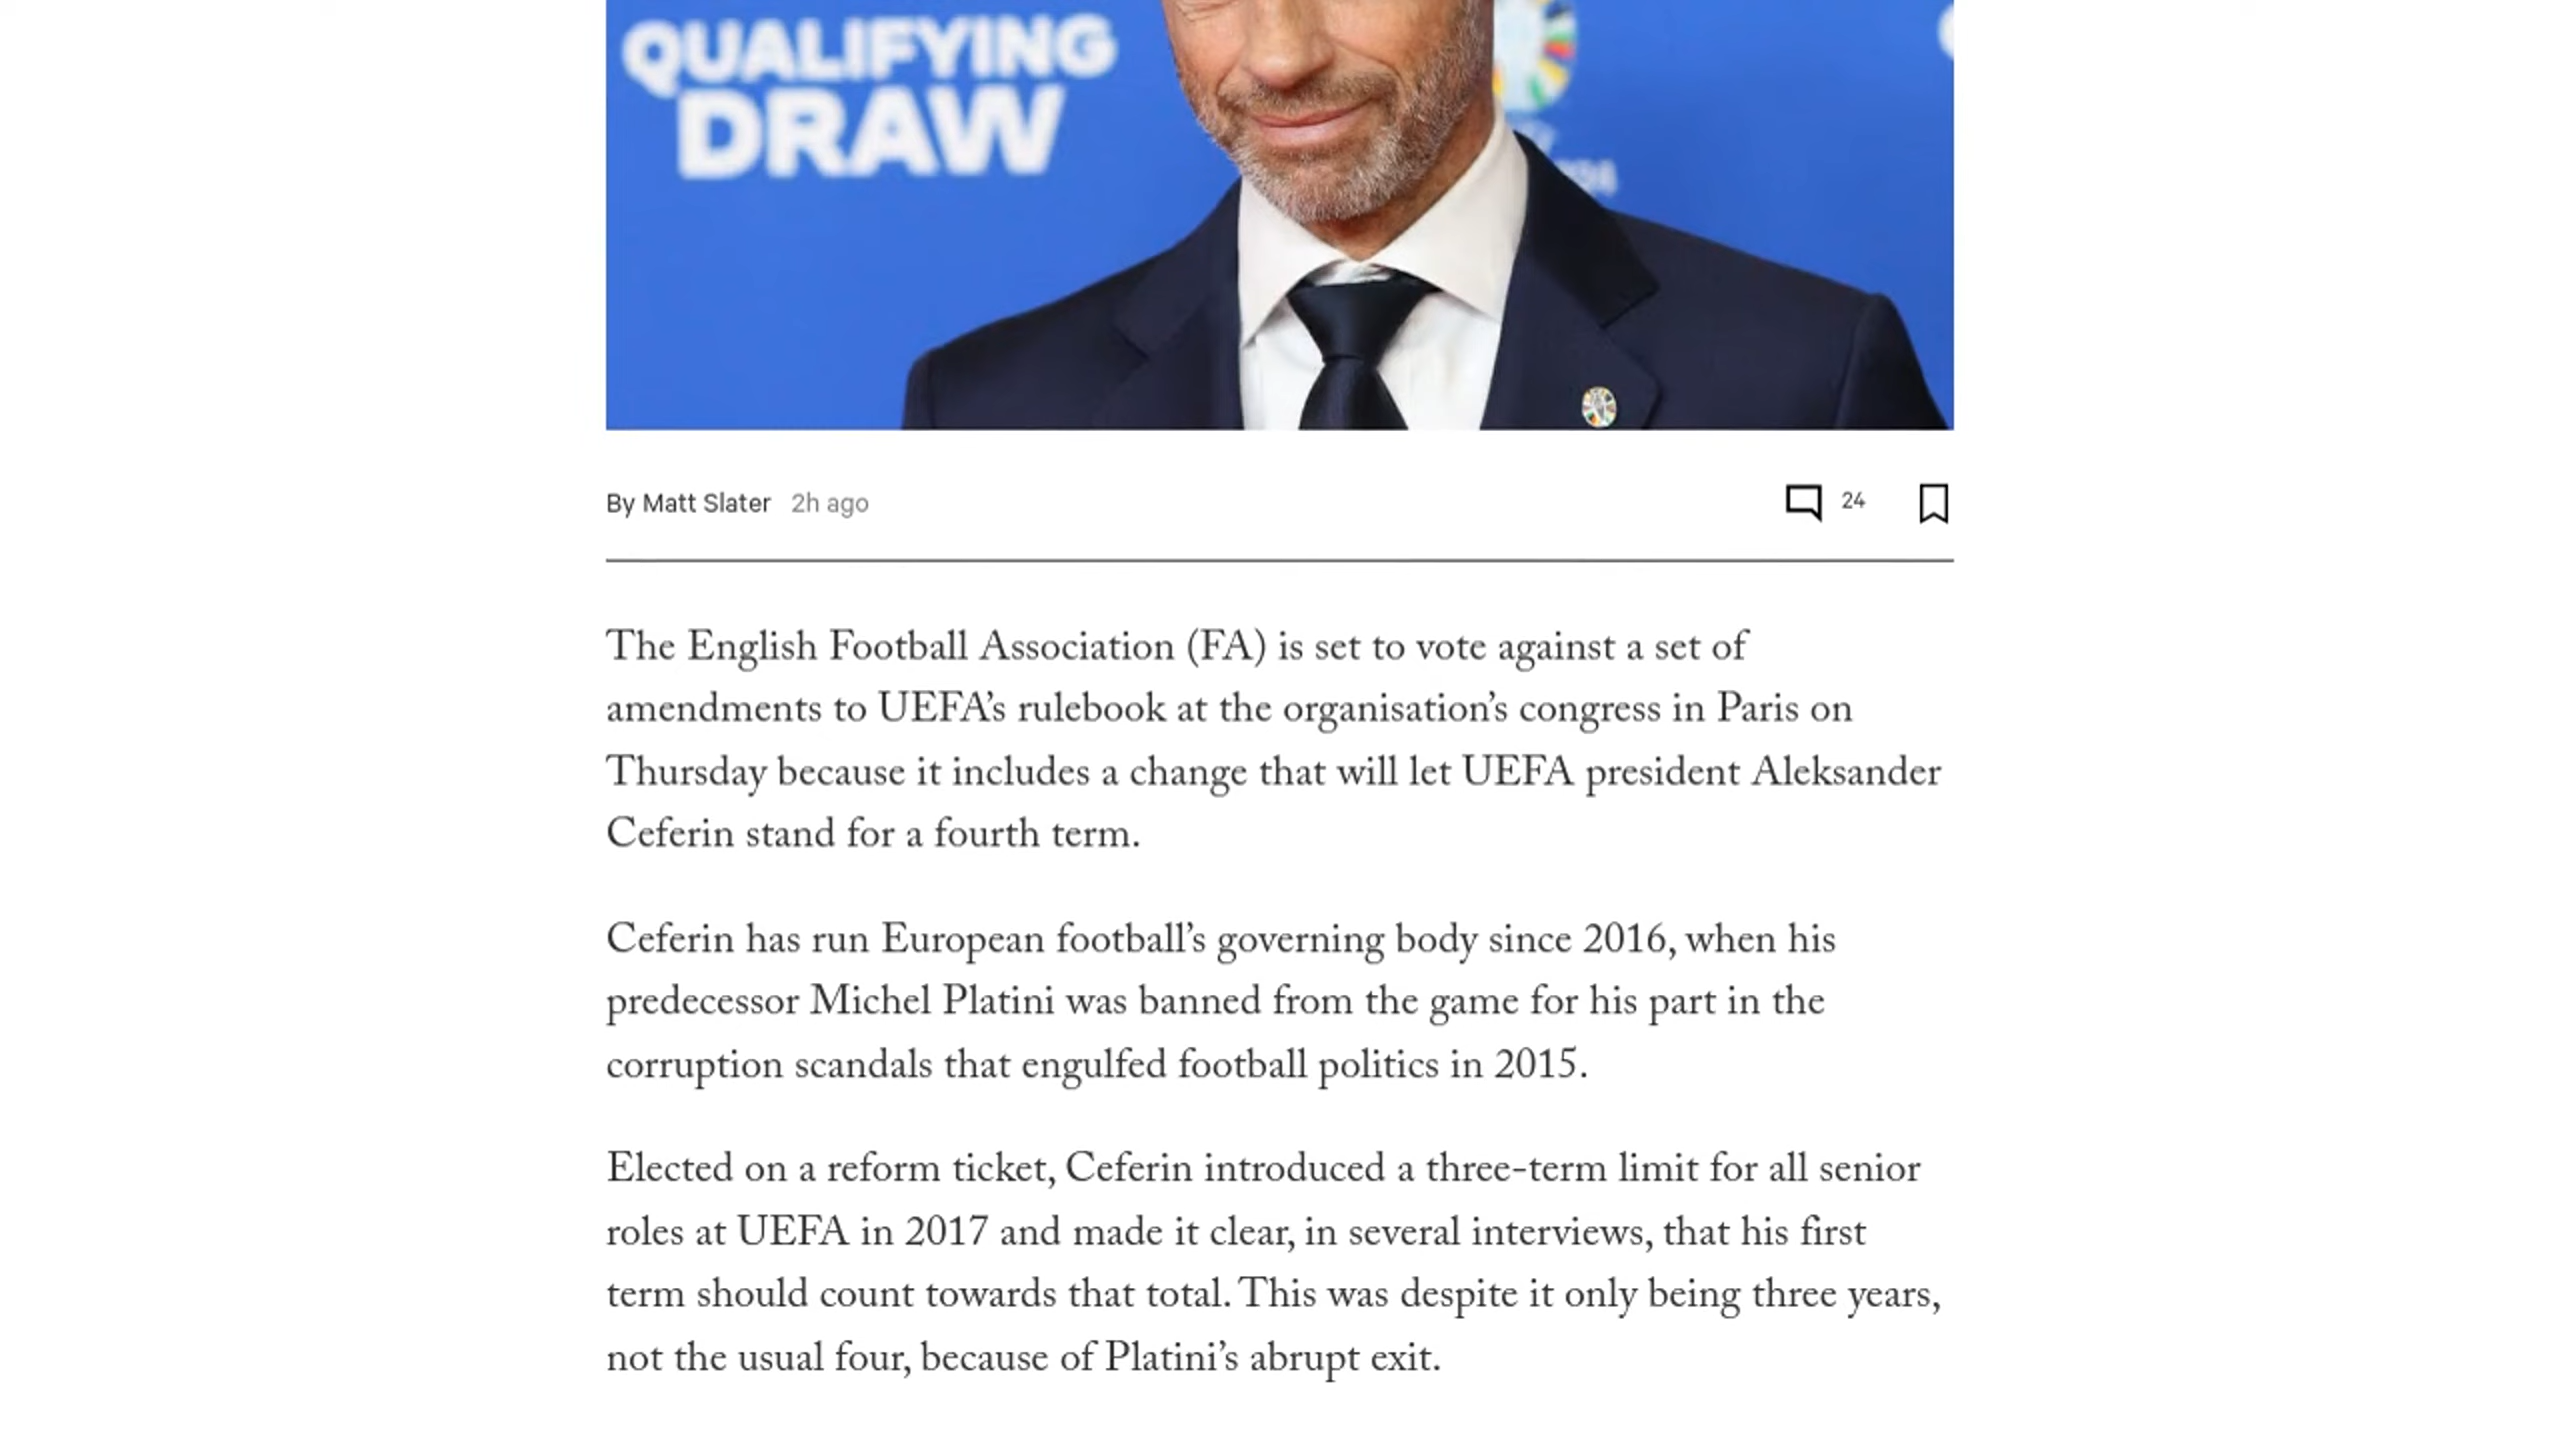 QUALIFYING
DRAW
By Matt Slater 2h ago
24
The English Football Association (FA) is set to vote against a set of
amendments to UEFA’s rulebook at the organisation’s congress in Paris on
Thursday because it includes a change that will let UEFA president Aleksander
Ceferin stand for a fourth term.
Ceferin has run European football’s governing body since 2016, when his
predecessor Michel Platini was banned from the game for his part in the
corruption scandals that engulfed football politics in 2015.
Elected on a reform ticket, Ceferin introduced a three-term limit for all senior
roles at UEFA in 2017 and made it clear, in several interviews, that his first
term should count towards that total. This was despite it only being three years,
not the usual four, because of Platini’s abrupt exit.